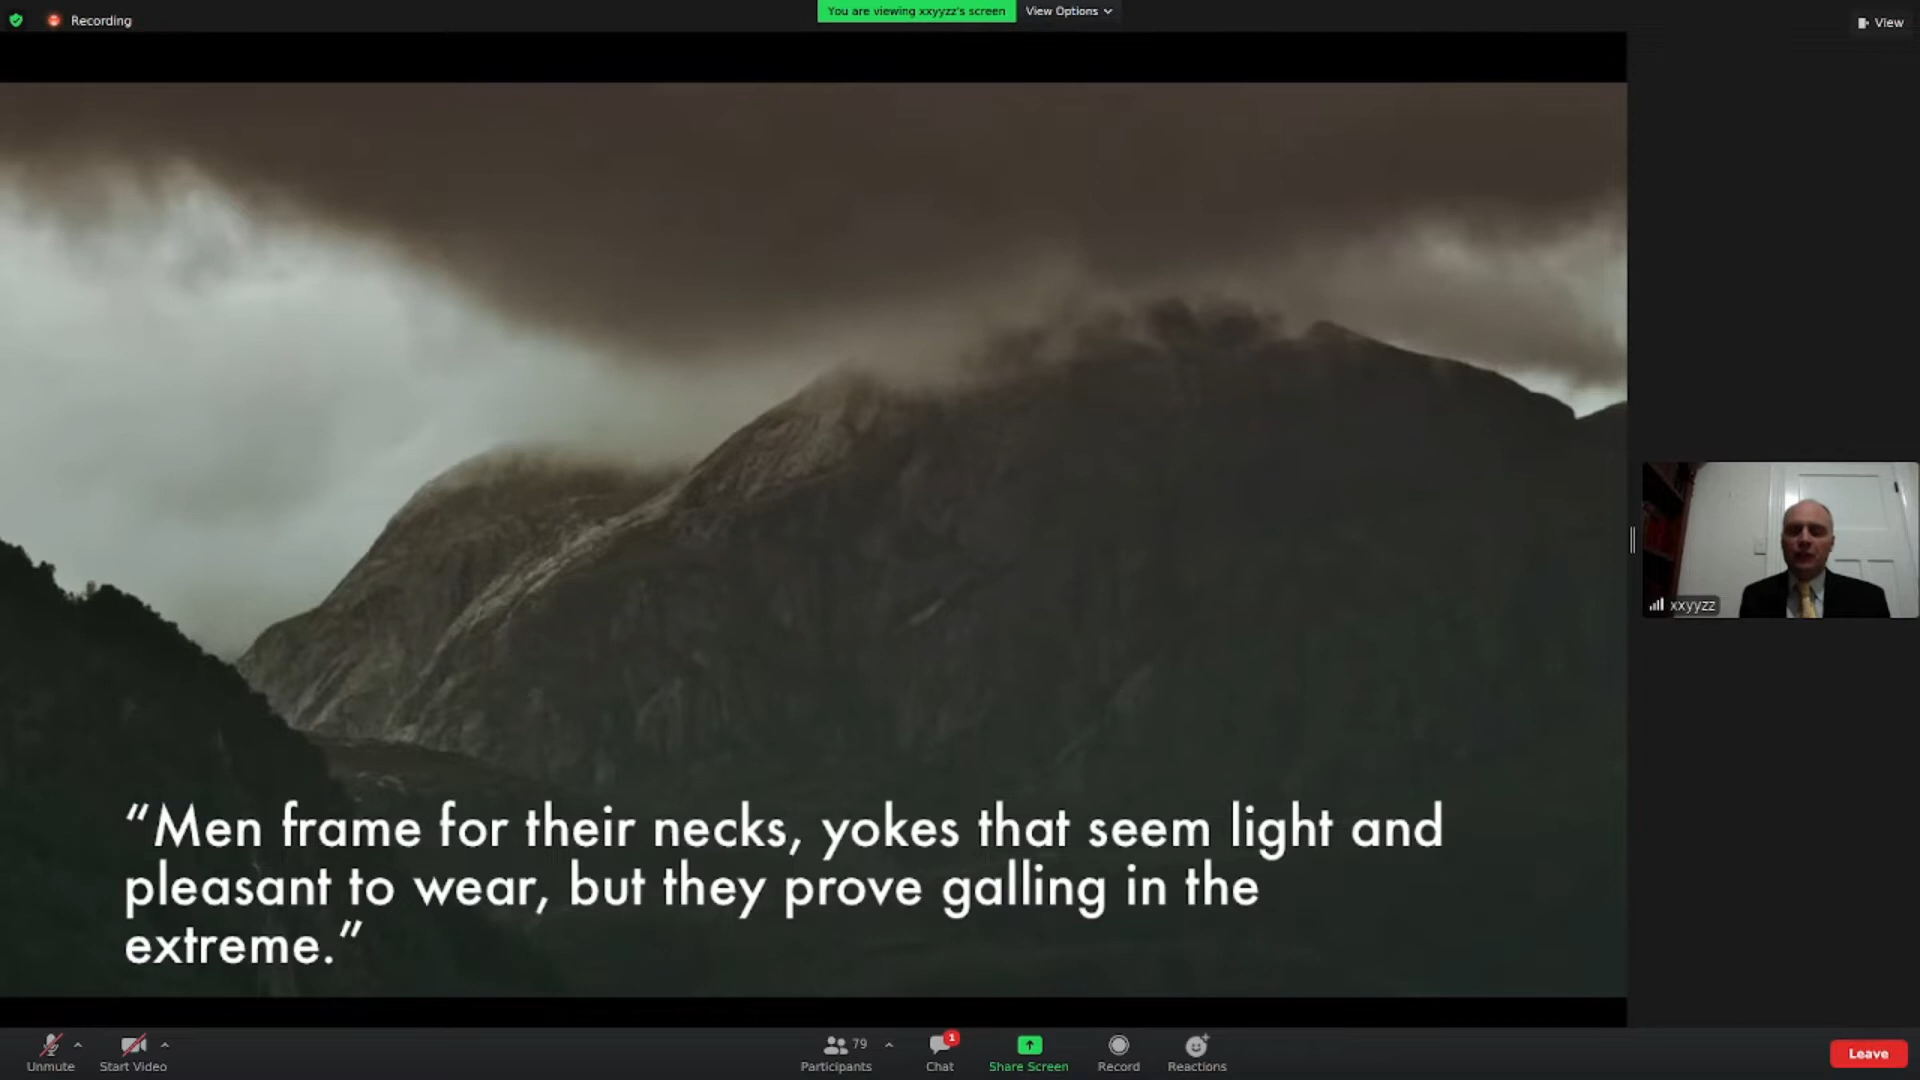 Recording
You are viewing xxyyzz's screen
View Options
View
“Men frame for their necks, yokes that seem light and
pleasant to wear, but they prove galling in the
extreme.”
xxyyzz
Unmute
Start Video
79
Participants
1
Chat
Share Screen
Record
Reactions
Leave